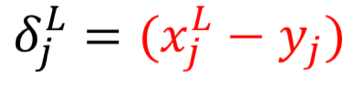 δ_j^L = (x_j^L − y_j)